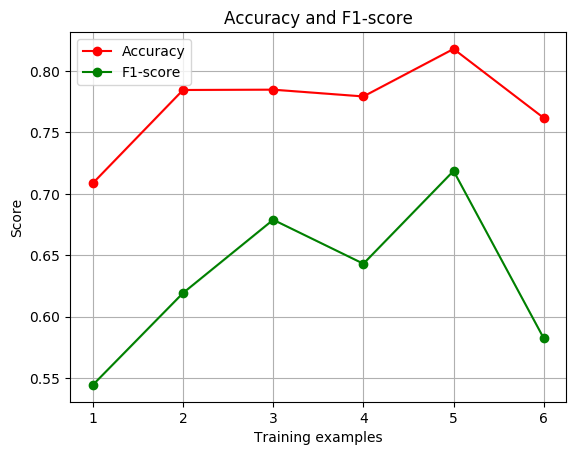 Accuracy and F1-score
Accuracy
F1-score
0.80
0.75
0.70
0.65
0.60
0.55
Score
1 2 3 4 5 6
Training examples